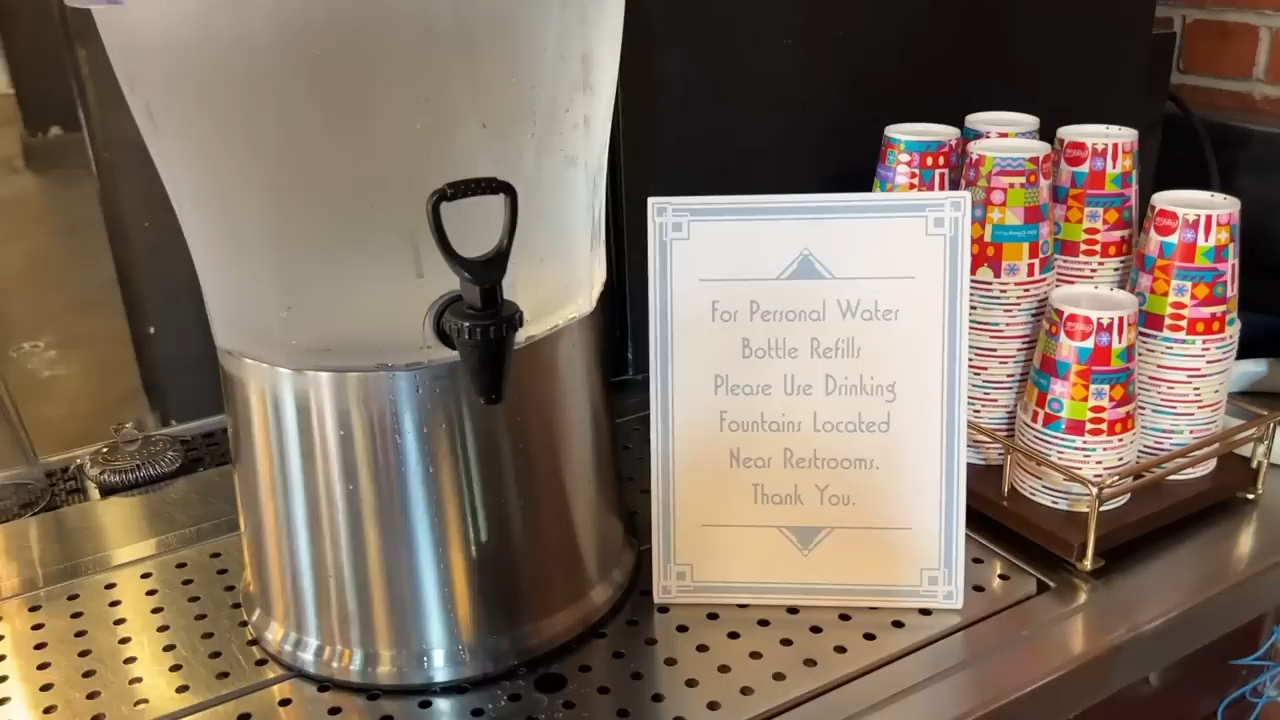 For Personal Water
Bottle Refills
Please Use Drinking
Fountains Located
Near Restrooms.
Thank You.